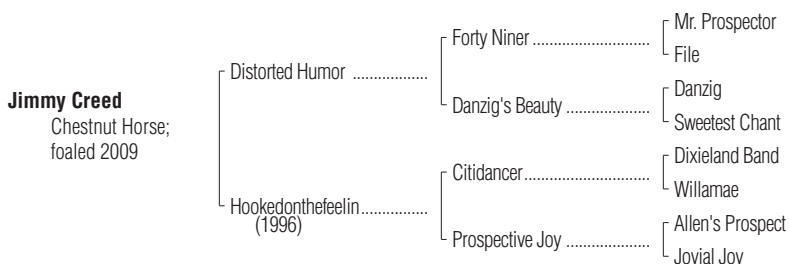 Jimmy Creed
Chestnut Horse;
foaled 2009
Distorted Humor ..................
Hookedonthefeelin................
(1996)
Forty Niner ............................
Danzig's Beauty .....................
Citidancer..............................
Prospective Joy ....................
Mr. Prospector
File
Danzig
Sweetest Chant
Dixieland Band
Willamae
Allen's Prospect
Jovial Joy